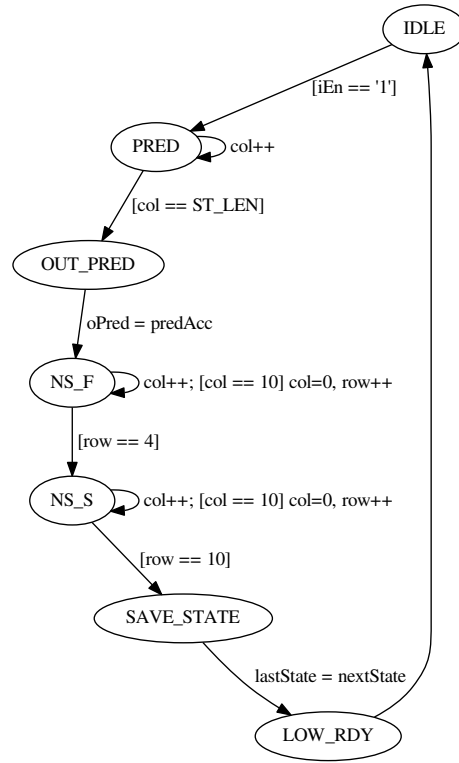 IDLE
[iEn == '1']
PRED
col++
[col == ST_LEN]
OUT_PRED
oPred = predAcc
NS_F
col++; [col == 10] col=0, row++
[row == 4]
NS_S
col++; [col == 10] col=0, row++
[row == 10]
SAVE_STATE
lastState = nextState
LOW_RDY